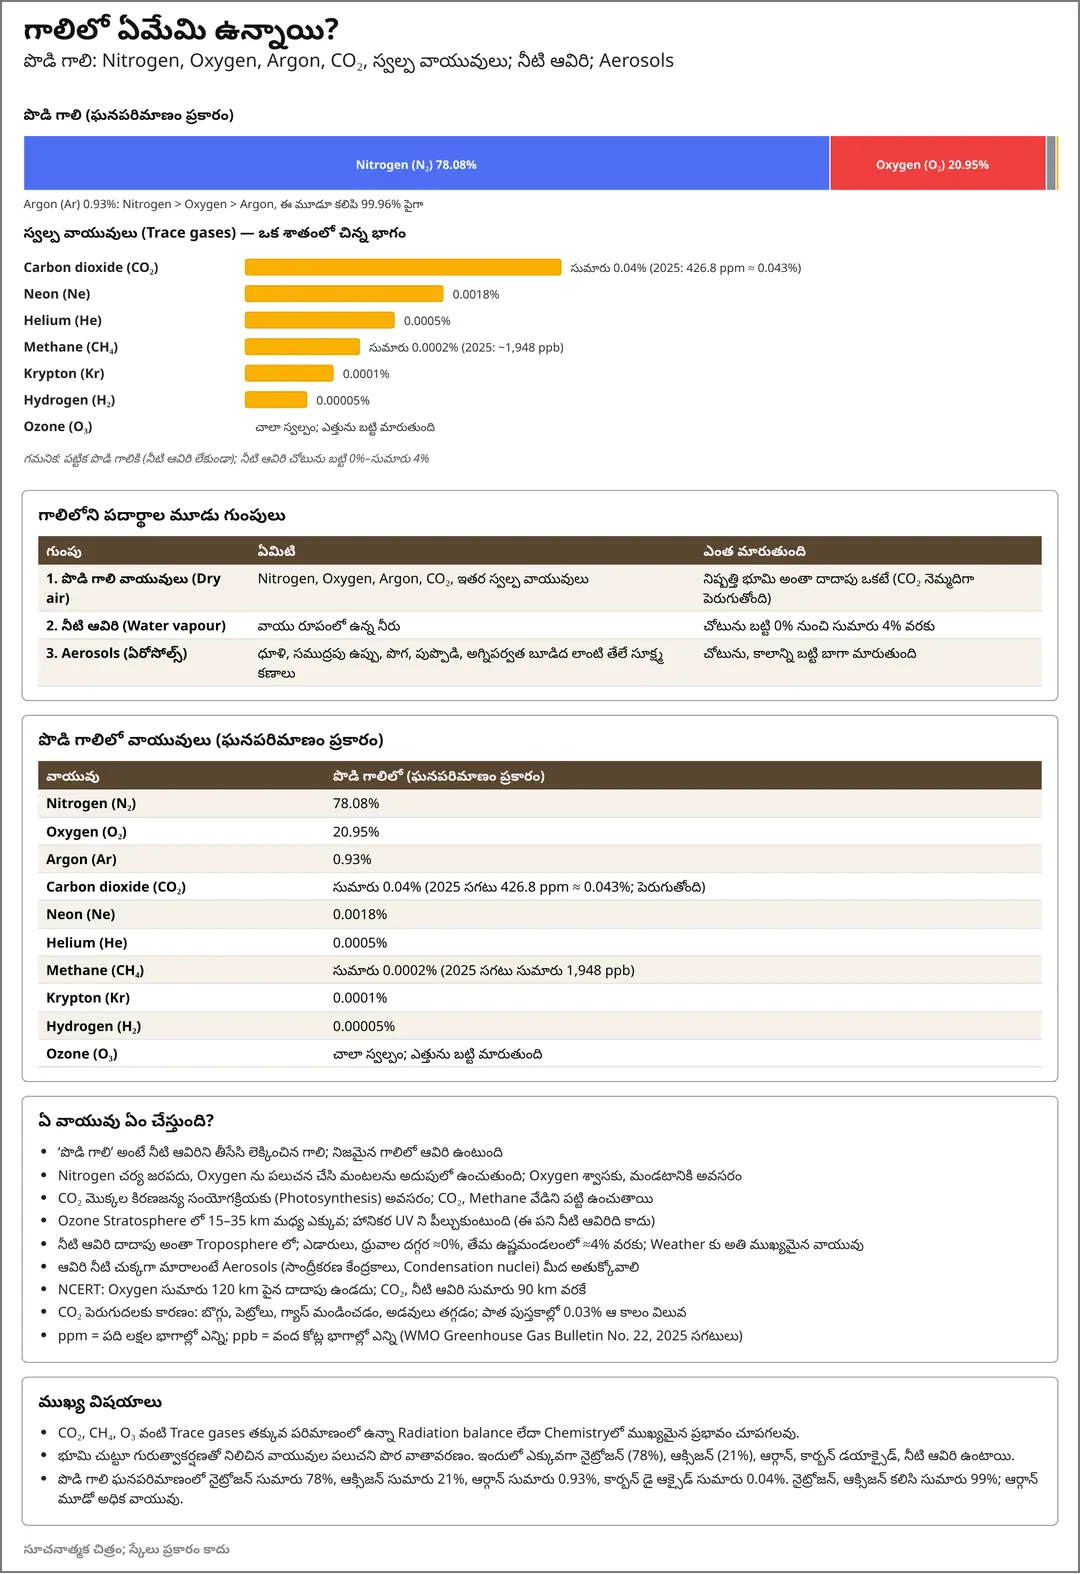 గాలిలో ఏమేమి ఉన్నాయి?
పొడి గాలి: Nitrogen, Oxygen, Argon, CO₂, స్వల్ప వాయువులు; నీటి ఆవిరి; Aerosols
పొడి గాలి (ఘనపరిమాణం ప్రకారం)
Nitrogen (N₂) 78.08%
Oxygen (O₂) 20.95%
Argon (Ar) 0.93%: Nitrogen > Oxygen > Argon, ఈ మూడూ కలిపి 99.96% పైగా
స్వల్ప వాయువులు (Trace gases) — ఒక శాతంలో చిన్న భాగం
Carbon dioxide (CO₂) సుమారు 0.04% (2025: 426.8 ppm ≈ 0.043%)
Neon (Ne) 0.0018%
Helium (He) 0.0005%
Methane (CH₄) సుమారు 0.0002% (2025: ~1,948 ppb)
Krypton (Kr) 0.0001%
Hydrogen (H₂) 0.00005%
Ozone (O₃) చాలా స్వల్పం; ఎత్తును బట్టి మారుతుంది
గమనిక: పట్టిక పొడి గాలికి (నీటి ఆవిరి లేకుండా); నీటి ఆవిరి చోటును బట్టి 0%–సుమారు 4%
గాలిలోని పదార్థాల మూడు గుంపులు
గుంపు ఏమిటి ఎంత మారుతుంది
1. పొడి గాలి వాయువులు (Dry air) Nitrogen, Oxygen, Argon, CO₂, ఇతర స్వల్ప వాయువులు నిష్పత్తి భూమి అంతా దాదాపు ఒకటే (CO₂ నెమ్మదిగా పెరుగుతోంది)
2. నీటి ఆవిరి (Water vapour) వాయు రూపంలో ఉన్న నీరు చోటును బట్టి 0% నుంచి సుమారు 4% వరకు
3. Aerosols (ఏరోసోల్స్) ధూళి, సముద్రపు ఉప్పు, పొగ, పుప్పొడి, అగ్నిపర్వత బూడిద లాంటి తేలే సూక్ష్మ కణాలు చోటును, కాలాన్ని బట్టి బాగా మారుతుంది
పొడి గాలిలో వాయువులు (ఘనపరిమాణం ప్రకారం)
వాయువు పొడి గాలిలో (ఘనపరిమాణం ప్రకారం)
Nitrogen (N₂) 78.08%
Oxygen (O₂) 20.95%
Argon (Ar) 0.93%
Carbon dioxide (CO₂) సుమారు 0.04% (2025 సగటు 426.8 ppm ≈ 0.043%; పెరుగుతోంది)
Neon (Ne) 0.0018%
Helium (He) 0.0005%
Methane (CH₄) సుమారు 0.0002% (2025 సగటు సుమారు 1,948 ppb)
Krypton (Kr) 0.0001%
Hydrogen (H₂) 0.00005%
Ozone (O₃) చాలా స్వల్పం; ఎత్తును బట్టి మారుతుంది
ఏ వాయువు ఏం చేస్తుంది?
• ‘పొడి గాలి’ అంటే నీటి ఆవిరిని తీసేసి లెక్కించిన గాలి; నిజమైన గాలిలో ఆవిరి ఉంటుంది
• Nitrogen చర్య జరపదు, Oxygen ను పలుచన చేసి మంటలను అదుపులో ఉంచుతుంది; Oxygen శ్వాసకు, మండటానికి అవసరం
• CO₂ మొక్కల కిరణజన్య సంయోగక్రియకు (Photosynthesis) అవసరం; CO₂, Methane వేడిని పట్టి ఉంచుతాయి
• Ozone Stratosphere లో 15–35 km మధ్య ఎక్కువ; హానికర UV ని పీల్చుకుంటుంది (ఈ పని నీటి ఆవిరిది కాదు)
• నీటి ఆవిరి దాదాపు అంతా Troposphere లో; ఎడారులు, ధ్రువాల దగ్గర ≈0%, తేమ ఉష్ణమండలంలో ≈4% వరకు; Weather కు అతి ముఖ్యమైన వాయువు
• ఆవిరి నీటి చుక్కగా మారాలంటే Aerosols (సాంద్రీకరణ కేంద్రకాలు, Condensation nuclei) మీద అతుక్కోవాలి
• NCERT: Oxygen సుమారు 120 km పైన దాదాపు ఉండదు; CO₂, నీటి ఆవిరి సుమారు 90 km వరకే
• CO₂ పెరుగుదలకు కారణం: బొగ్గు, పెట్రోలు, గ్యాస్ మండించడం, అడవులు తగ్గడం; పాత పుస్తకాల్లో 0.03% ఆ కాలం విలువ
• ppm = పది లక్షల భాగాల్లో ఎన్ని; ppb = వంద కోట్ల భాగాల్లో ఎన్ని (WMO Greenhouse Gas Bulletin No. 22, 2025 సగటులు)
ముఖ్య విషయాలు
• CO₂, CH₄, O₃ వంటి Trace gases తక్కువ పరిమాణంలో ఉన్నా Radiation balance లేదా Chemistryలో ముఖ్యమైన ప్రభావం చూపగలవు.
• భూమి చుట్టూ గురుత్వాకర్షణతో నిలిచిన వాయువుల పలుచని పొర వాతావరణం. ఇందులో ఎక్కువగా నైట్రోజన్ (78%), ఆక్సిజన్ (21%), ఆర్గాన్, కార్బన్ డయాక్సైడ్, నీటి ఆవిరి ఉంటాయి.
• పొడి గాలి ఘనపరిమాణంలో నైట్రోజన్ సుమారు 78%, ఆక్సిజన్ సుమారు 21%, ఆర్గాన్ సుమారు 0.93%, కార్బన్ డై ఆక్సైడ్ సుమారు 0.04%. నైట్రోజన్, ఆక్సిజన్ కలిసి సుమారు 99%; ఆర్గాన్
మూడో అధిక వాయువు.
సూచనాత్మక చిత్రం; స్కేలు ప్రకారం కాదు